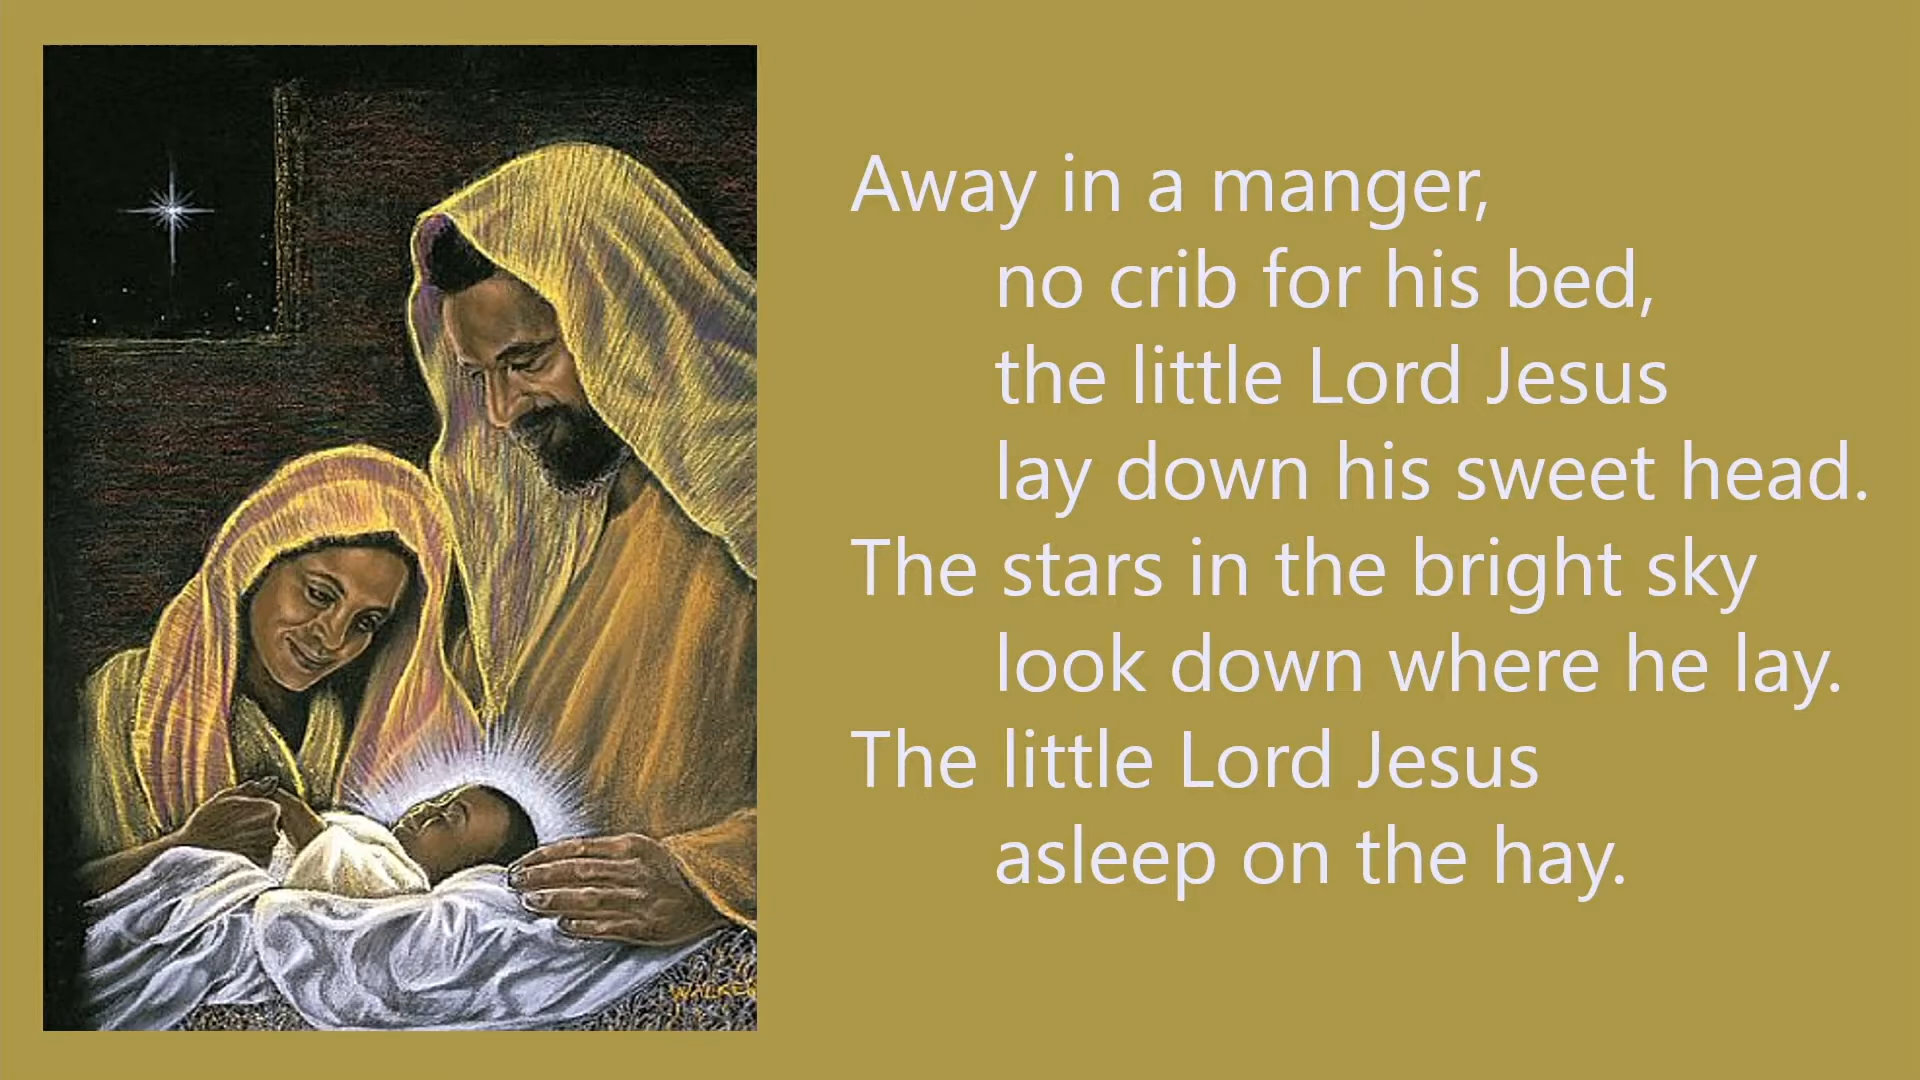 Away in a manger,
no crib for his bed,
the little Lord Jesus
lay down his sweet head.
The stars in the bright sky
look down where he lay.
The little Lord Jesus
asleep on the hay.
WALKER